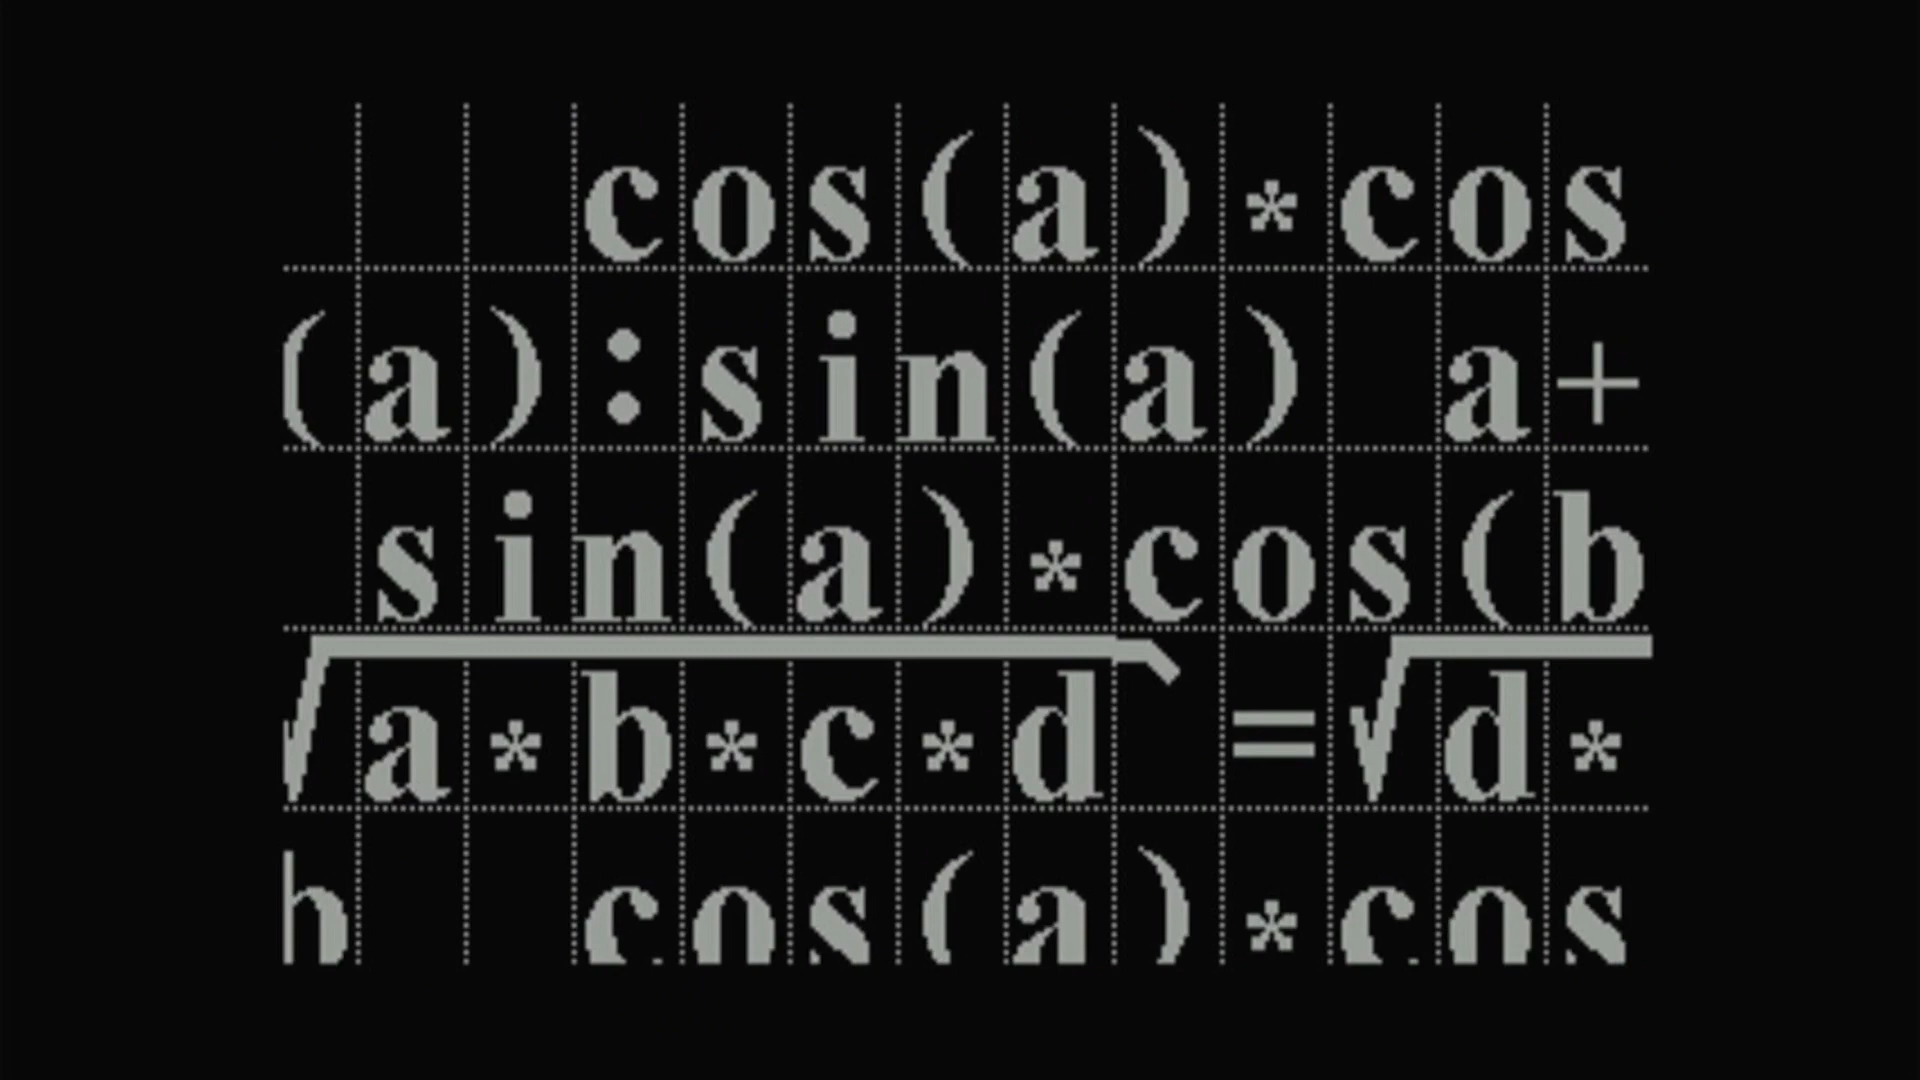 cos(a)*cos
(a):sin(a) a+
sin(a)*cos(b
√a*b*c*d =√d*
b cos(a)*cos